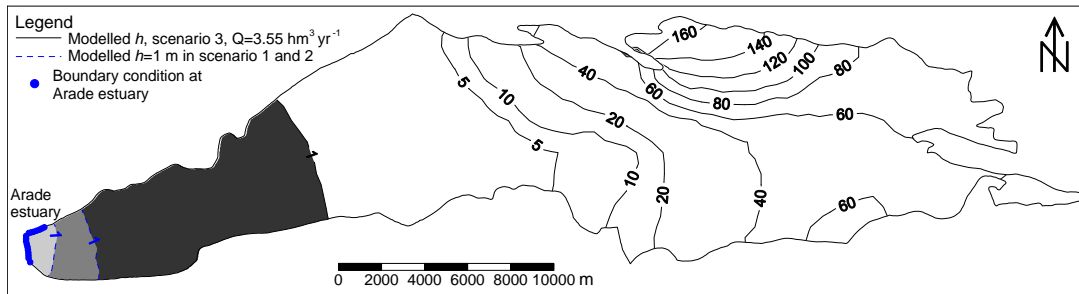 Legend
Modelled h, scenario 3, Q=3.55 hm³ yr⁻¹
Modelled h=1 m in scenario 1 and 2
Boundary condition at
Arade estuary
N
160
140
120
100
80
80
60
60
60
40
40
20
20
10
10
5
5
1
1
1
Arade
estuary
0 2000 4000 6000 8000 10000 m